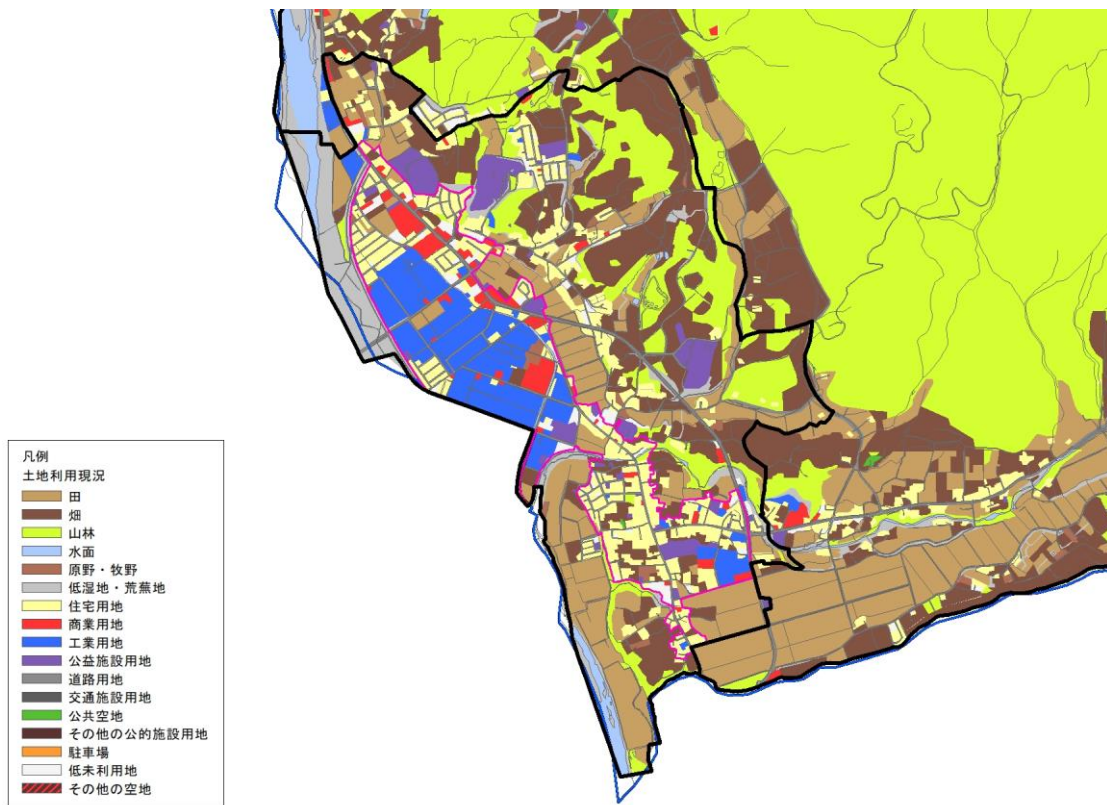 凡例
土地利用現況
田
畑
山林
水面
原野・牧野
低湿地・荒蕪地
住宅用地
商業用地
工業用地
公益施設用地
道路用地
交通施設用地
公共空地
その他の公的施設用地
駐車場
低未利用地
その他の空地